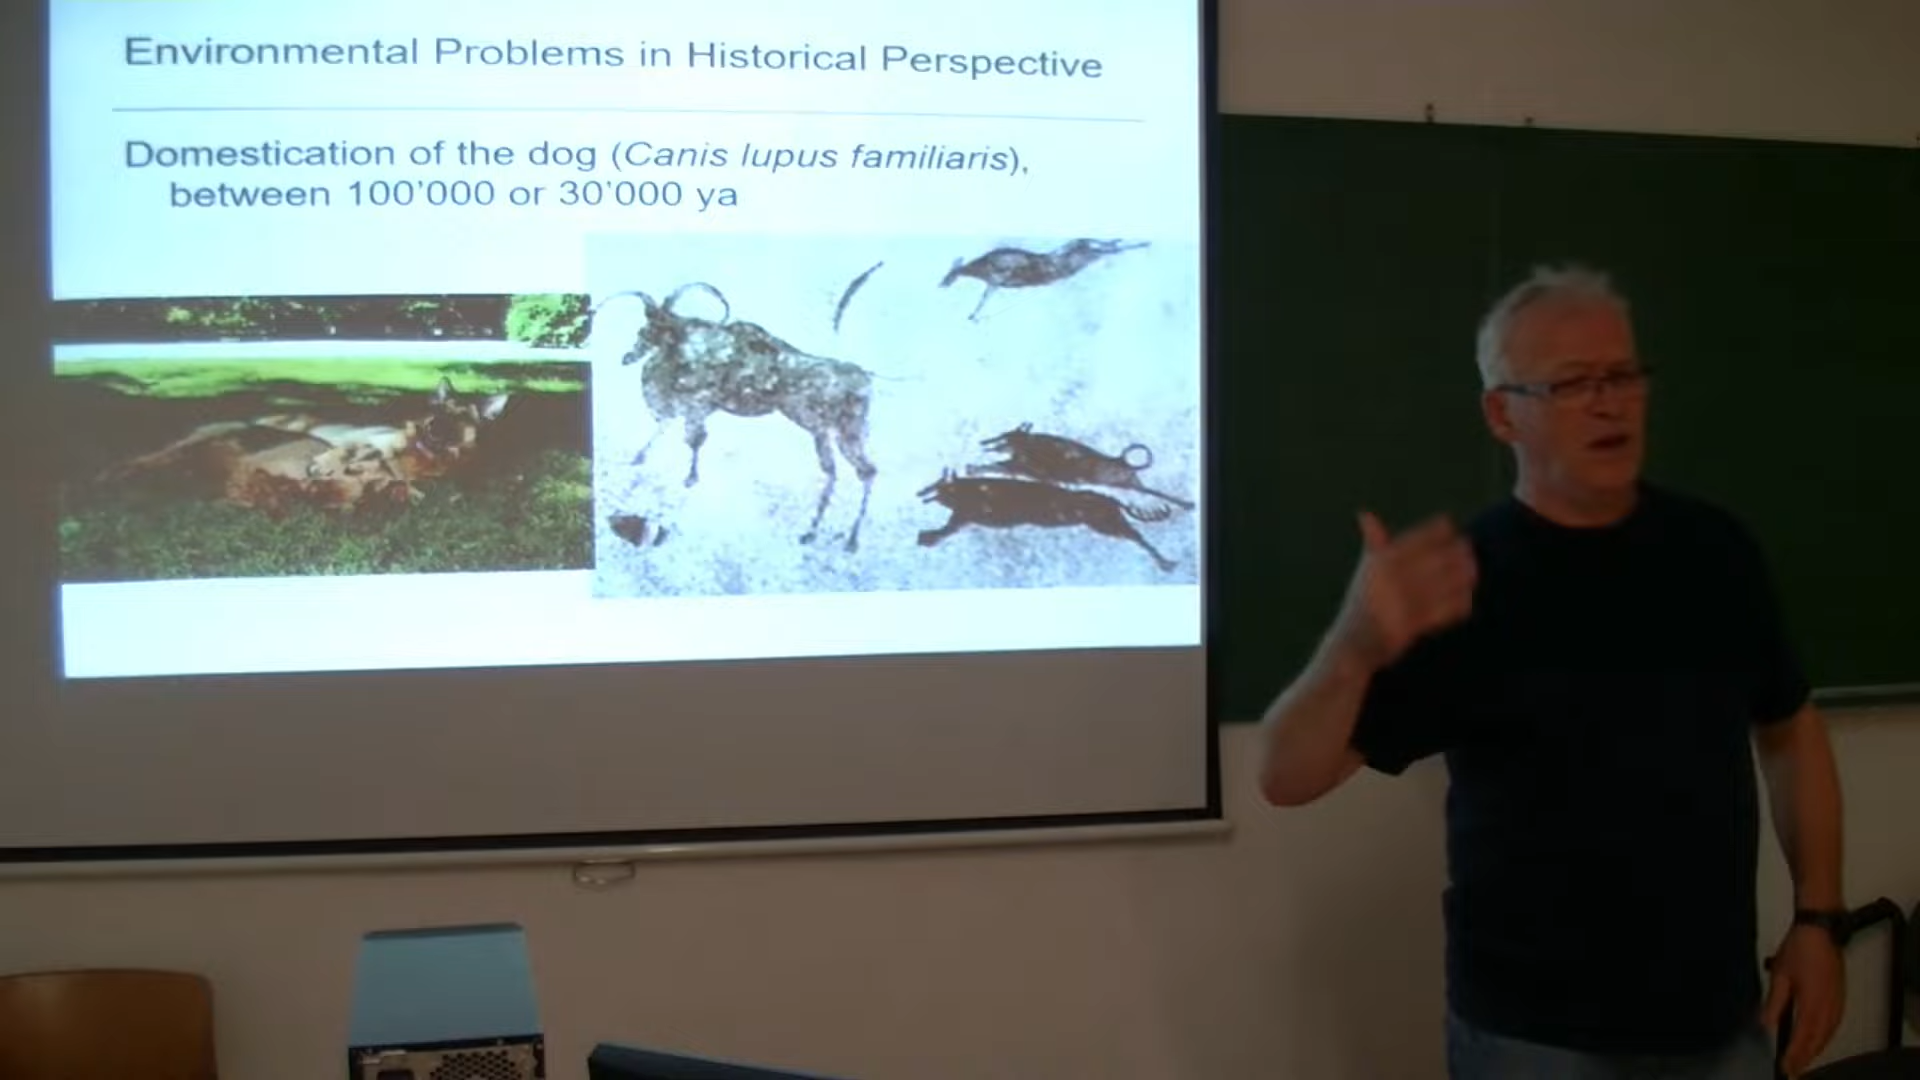 Environmental Problems in Historical Perspective
Domestication of the dog (Canis lupus familiaris),
between 100’000 or 30’000 ya